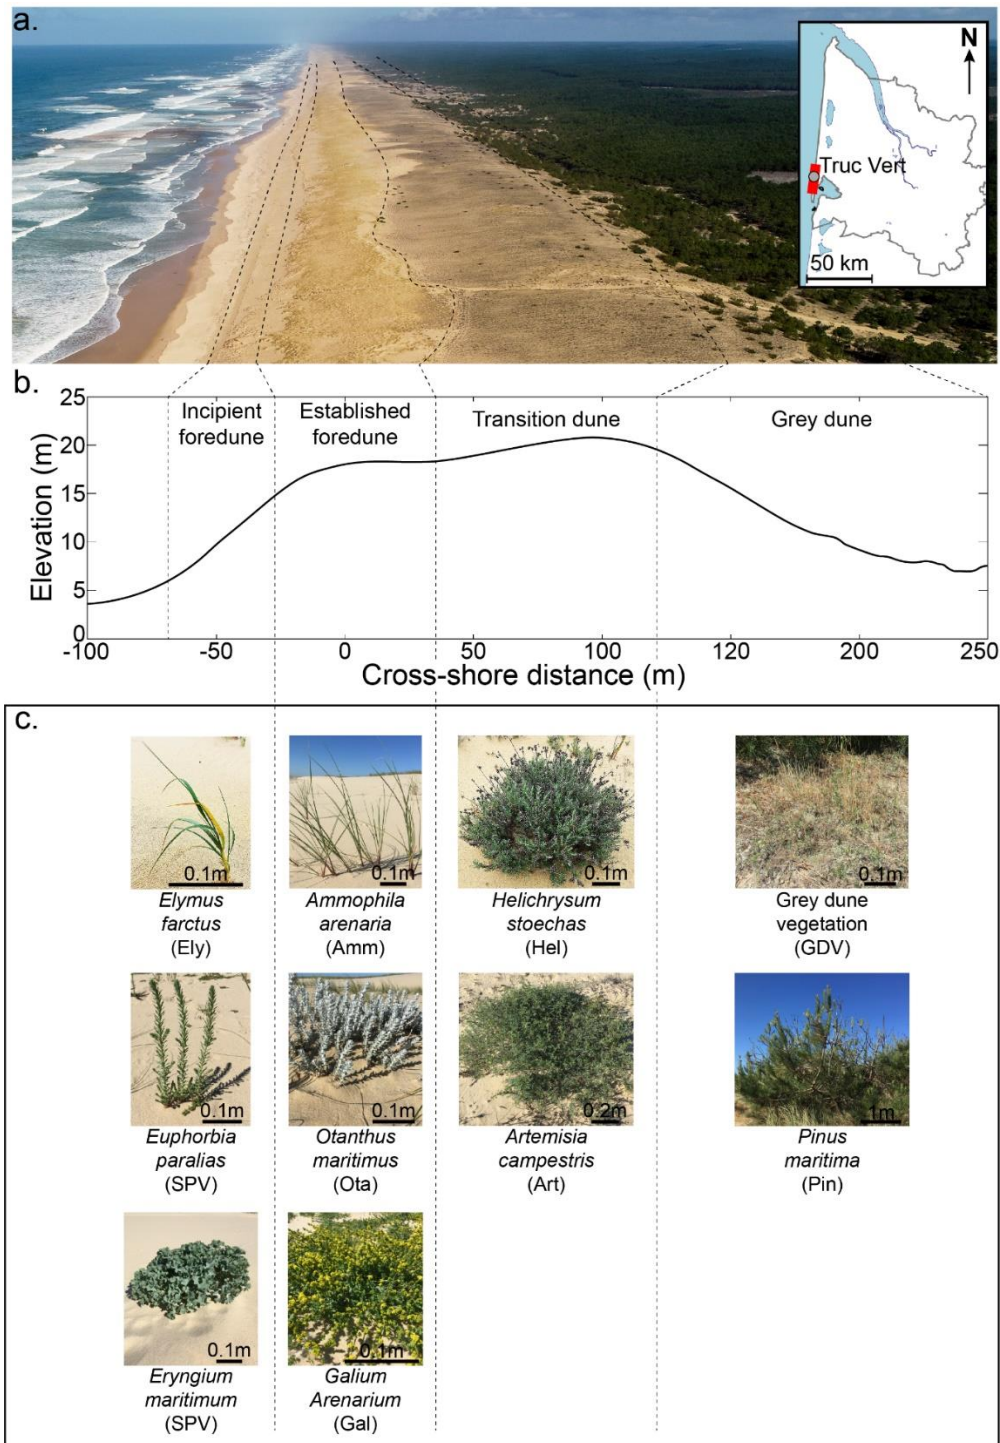 a.
N
Truc Vert
50 km
b.
Elevation (m)
25
20
15
10
5
0
Incipient
foredune
Established
foredune
Transition dune
Grey dune
-100
-50
0
50
100
120
200
250
Cross-shore distance (m)
c.
0.1m
Elymus
farctus
(Ely)
0.1m
Ammophila
arenaria
(Amm)
0.1m
Helichrysum
stoechas
(Hel)
0.1m
Grey dune
vegetation
(GDV)
0.1m
Euphorbia
paralias
(SPV)
0.1m
Otanthus
maritimus
(Ota)
0.2m
Artemisia
campestris
(Art)
1m
Pinus
maritima
(Pin)
0.1m
Eryngium
maritimum
(SPV)
0.1m
Galium
Arenarium
(Gal)